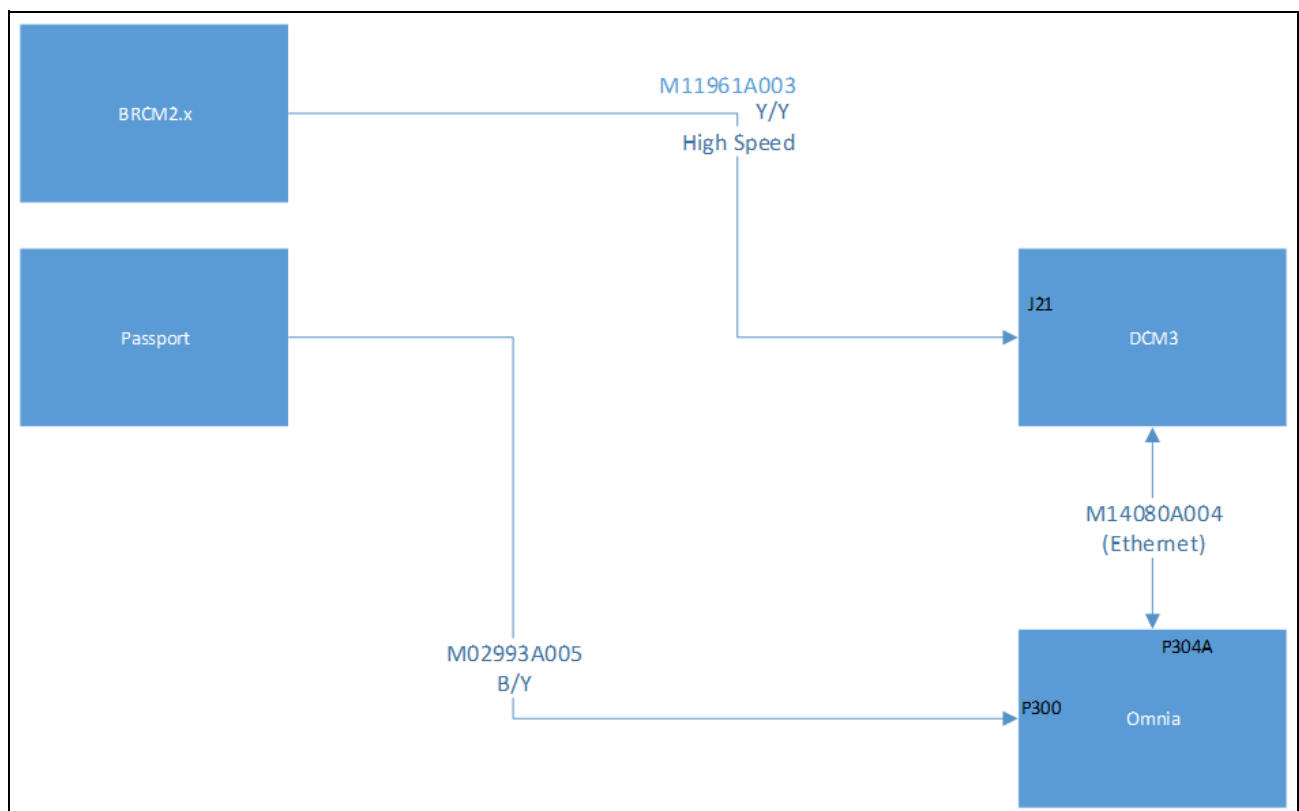 BRCM2.x
M11961A003
Y/Y
High Speed
Passport
J21
DCM3
M14080A004
(Ethernet)
M02993A005
B/Y
P304A
P300
Omnia